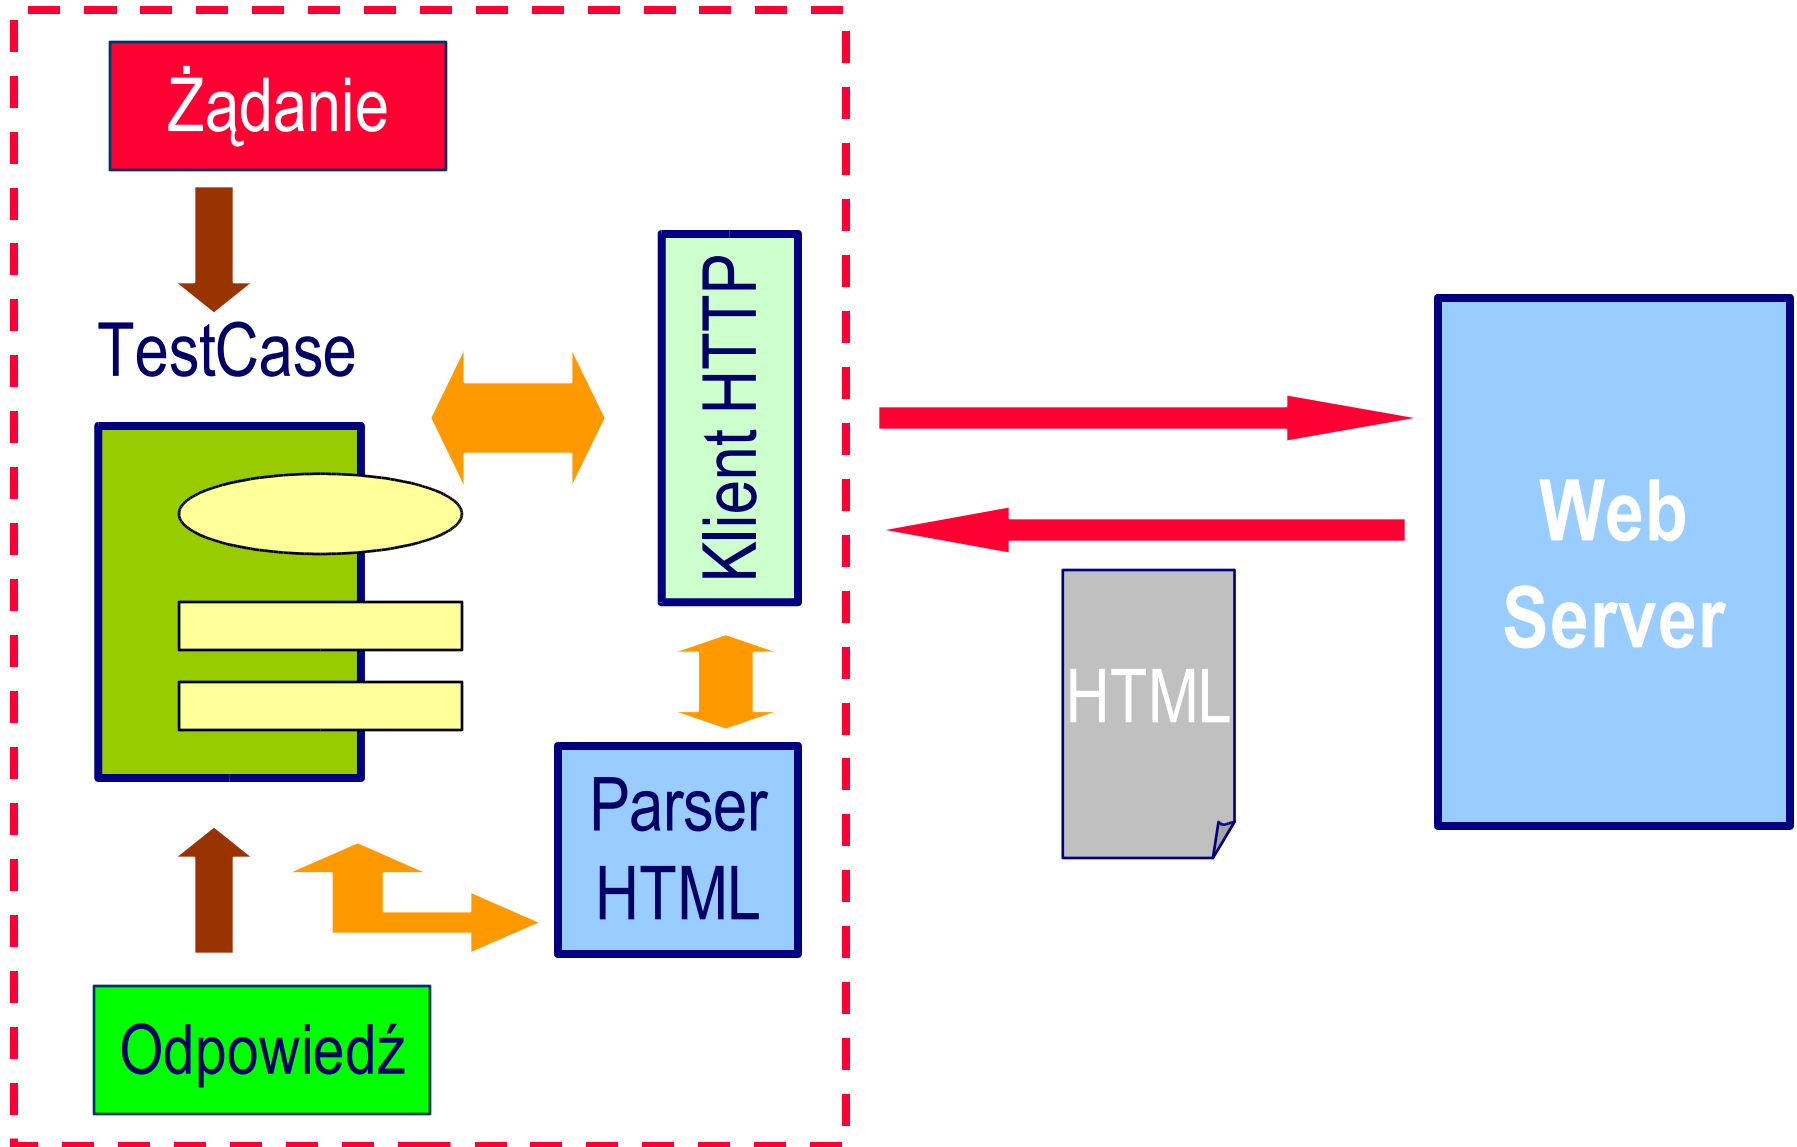 Żądanie
TestCase
Klient HTTP
Parser
HTML
Odpowiedź
HTML
Web
Server